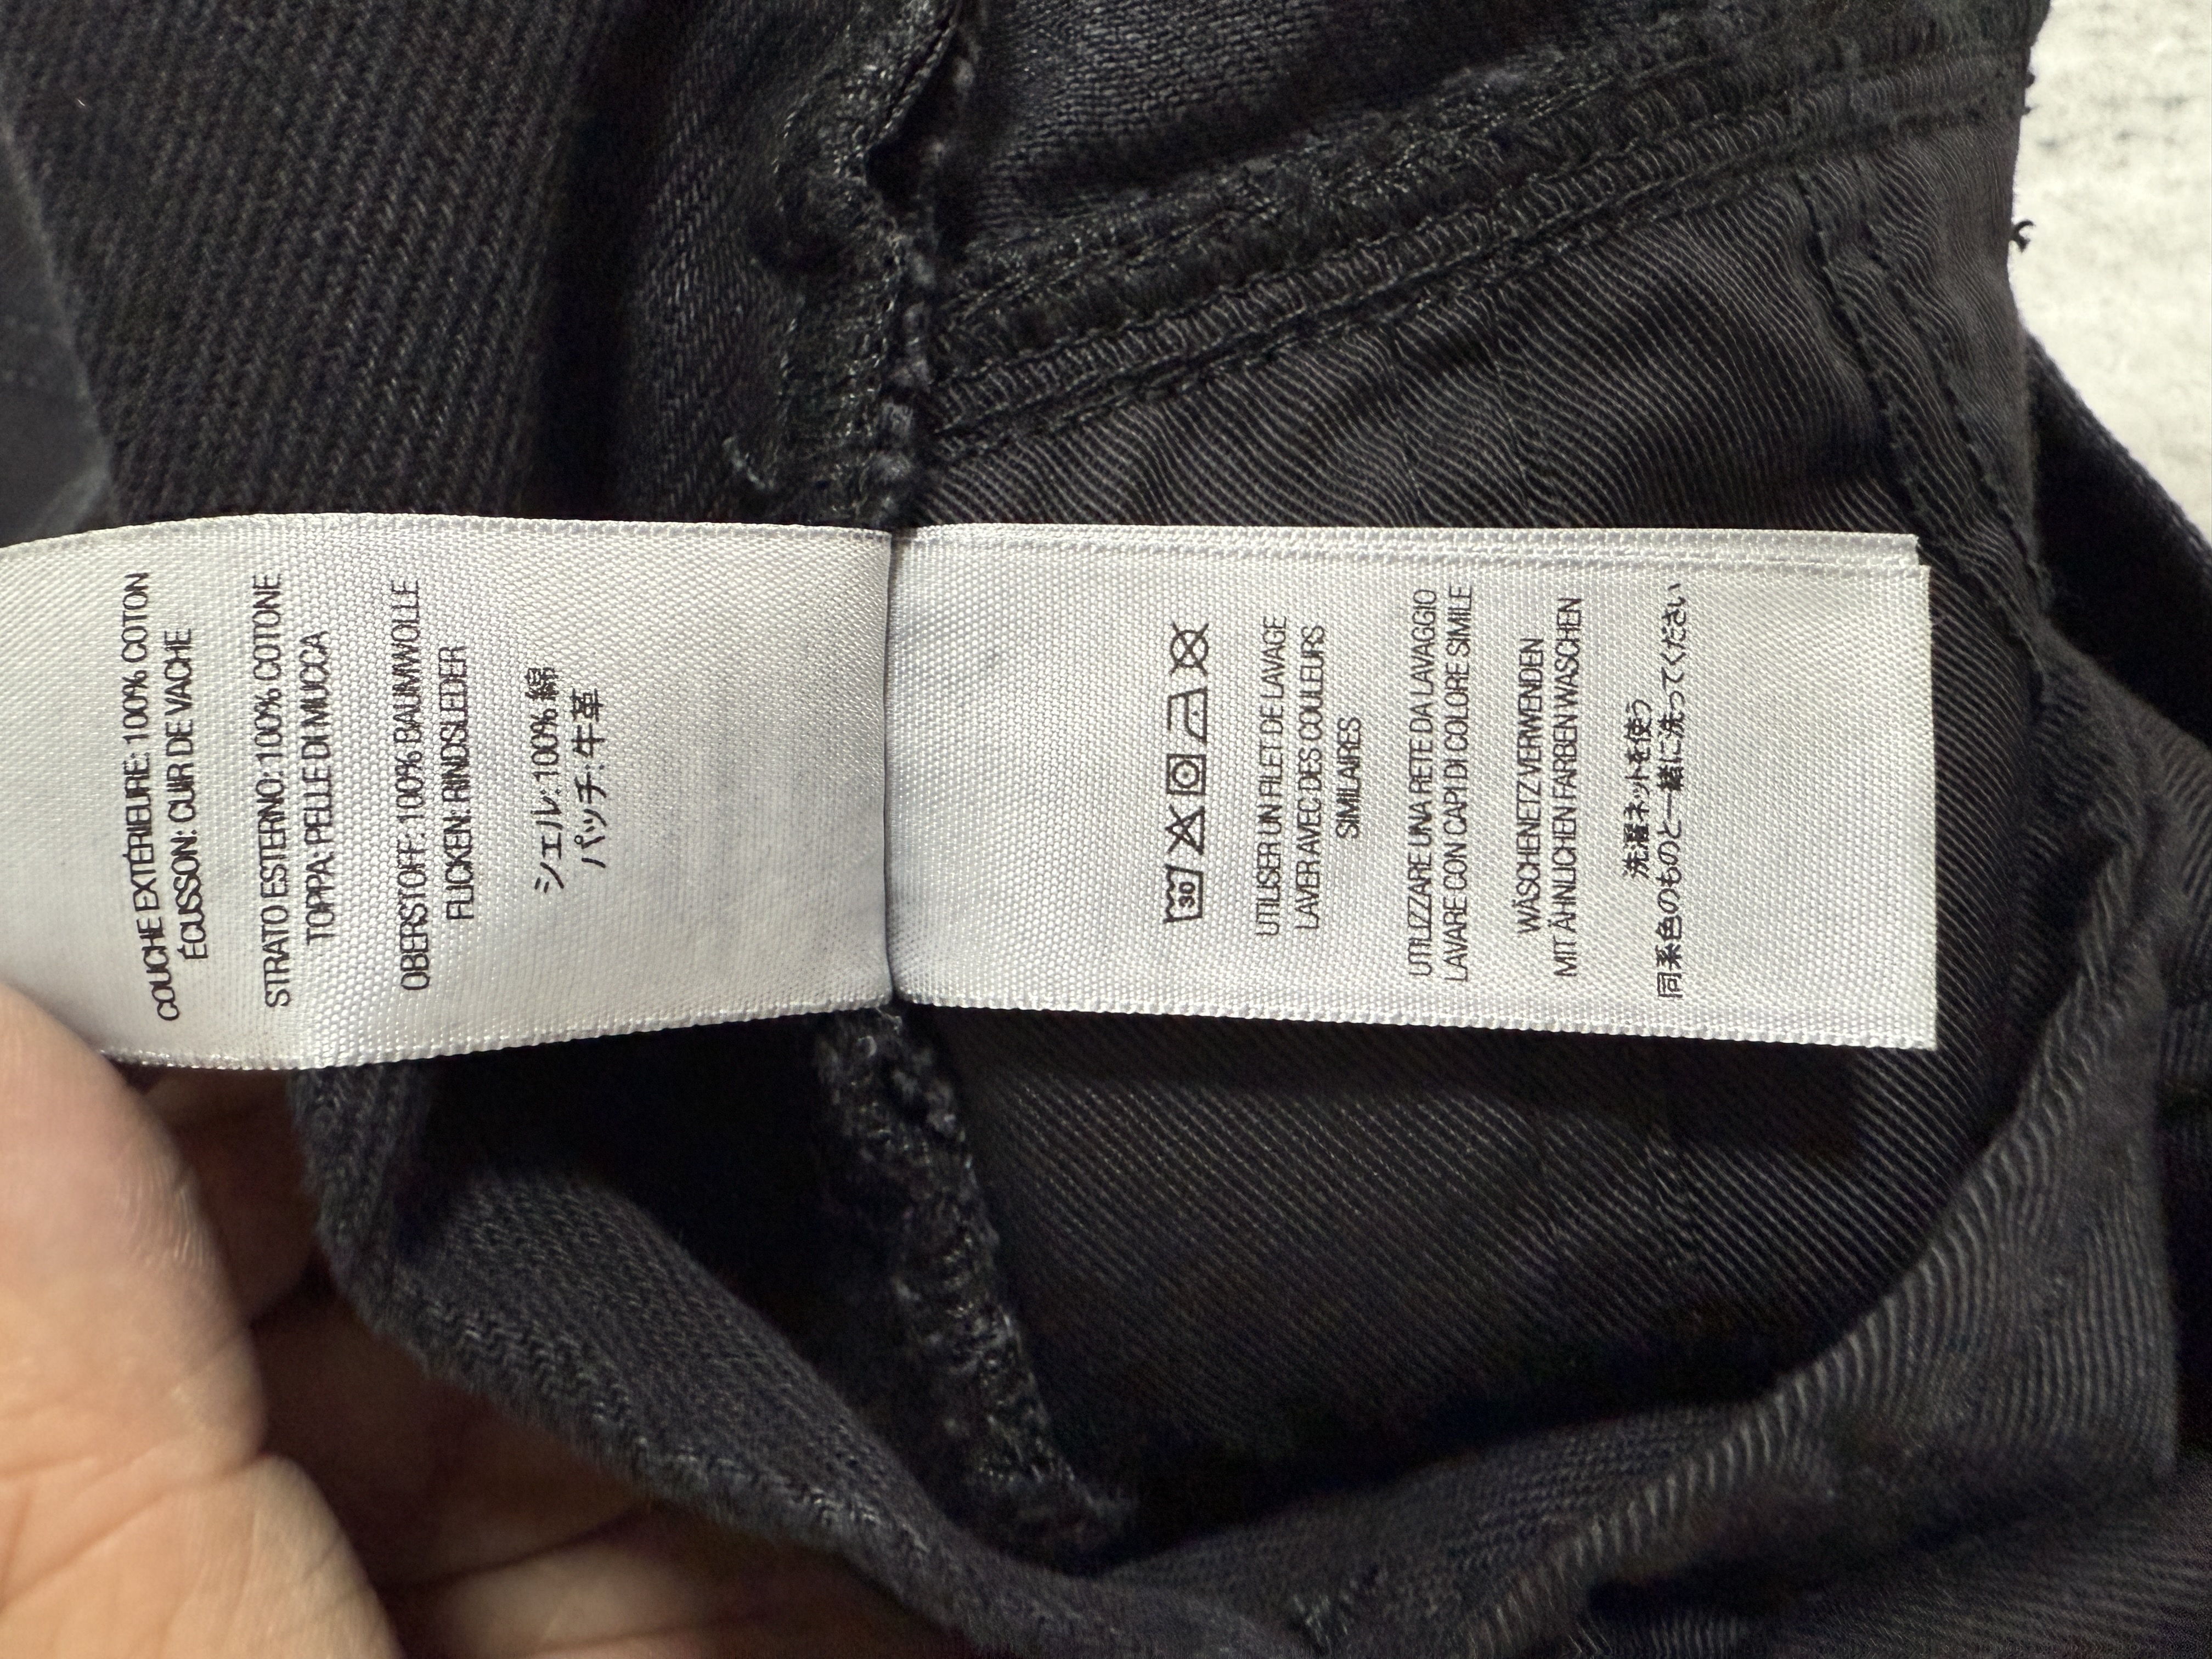 COUCHE EXTÉRIEURE: 100% COTON
ÉCUSSON: CUIR DE VACHE
STRATO ESTERNO: 100% COTONE
TOPPA: PELLE DI MUCCA
OBERSTOFF: 100% BAUMWOLLE
FLICKEN: RINDSLEDER
シェル: 100% 綿
パッチ: 牛革
30
UTILISER UN FILET DE LAVAGE
LAVER AVEC DES COULEURS
SIMILAIRES
UTILIZZARE UNA RETE DA LAVAGGIO
LAVARE CON CAPI DI COLORE SIMILE
WÄSCHENETZ VERWENDEN
MIT ÄHNLICHEN FARBEN WASCHEN
洗濯ネットを使う
同系色のものと一緒に洗ってください